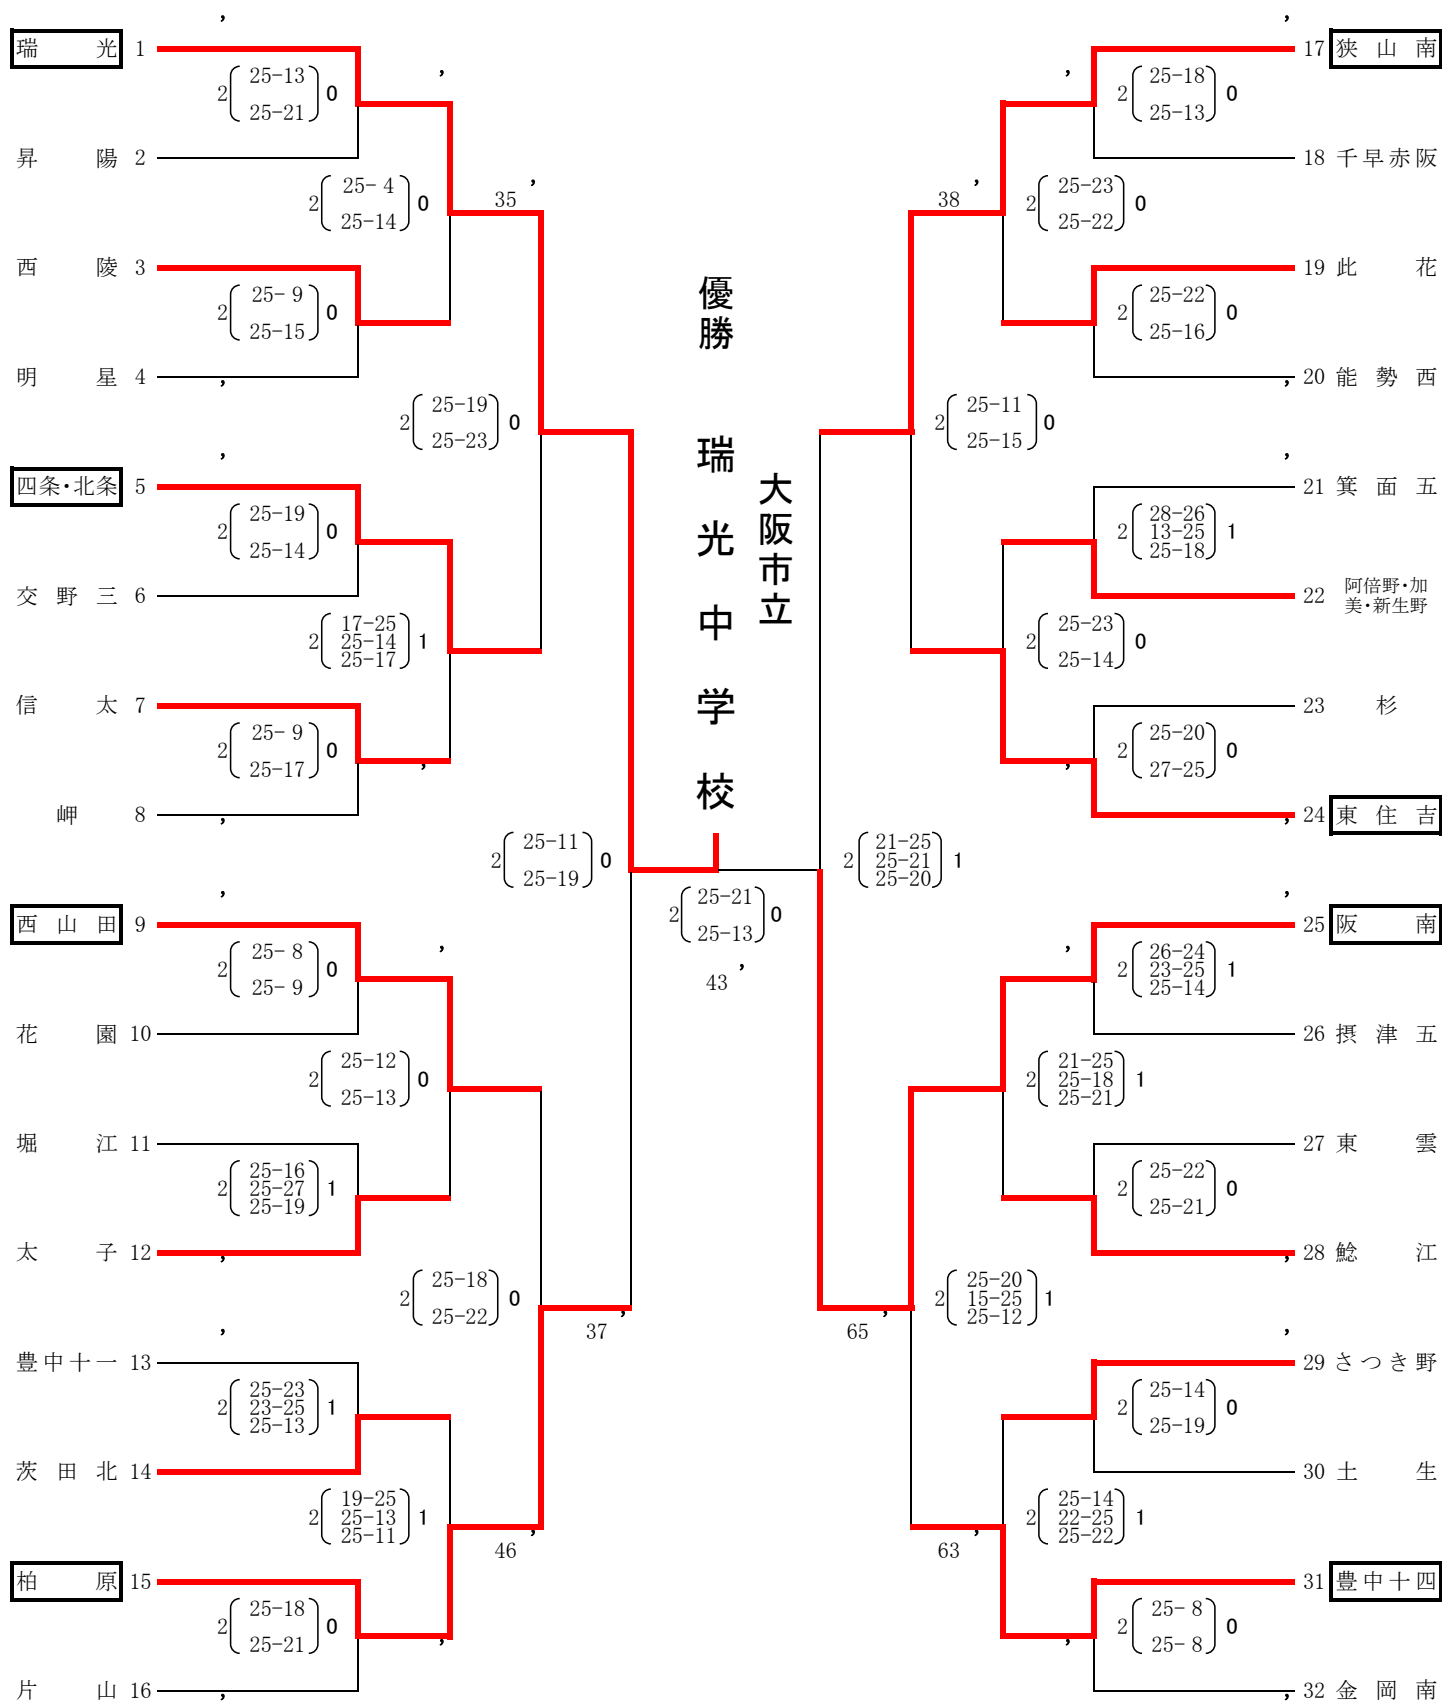 瑞光 1
2 25-13 0
25-21
昇陽 2
2 25- 4 0
25-14
35
西陵 3
2 25- 9 0
25-15
明星 4
2 25-19 0
25-23
四条・北条 5
2 25-19 0
25-14
交野三 6
2 17-25 1
25-14
25-17
信太 7
2 25- 9 0
25-17
岬 8
2 25-11 0
25-19
西山田 9
2 25- 8 0
25- 9
花園 10
2 25-12 0
25-13
堀江 11
2 25-16 1
25-27
25-19
太子 12
2 25-18 0
25-22
37
豊中十一 13
2 25-23 1
23-25
25-13
茨田北 14
2 19-25 1
25-13
25-11
46
柏原 15
2 25-18 0
25-21
片山 16
優勝
大阪市立
瑞光中学校
2 25-21 0
25-13
43
17 狭山南
2 25-18 0
25-13
18 千早赤阪
38
2 25-23 0
25-22
19 此花
2 25-22 0
25-16
20 能勢西
2 25-11 0
25-15
21 箕面五
2 28-26 1
13-25
25-18
22 阿倍野・加
美・新生野
2 25-23 0
25-14
23 杉
2 25-20 0
27-25
24 東住吉
2 21-25 1
25-21
25-20
25 阪南
2 26-24 1
23-25
25-14
26 摂津五
2 21-25 1
25-18
25-21
27 東雲
2 25-22 0
25-21
28 鯰江
2 25-20 1
15-25
25-12
65
29 さつき野
2 25-14 0
25-19
30 土生
2 25-14 1
22-25
25-22
63
31 豊中十四
2 25- 8 0
25- 8
32 金岡南